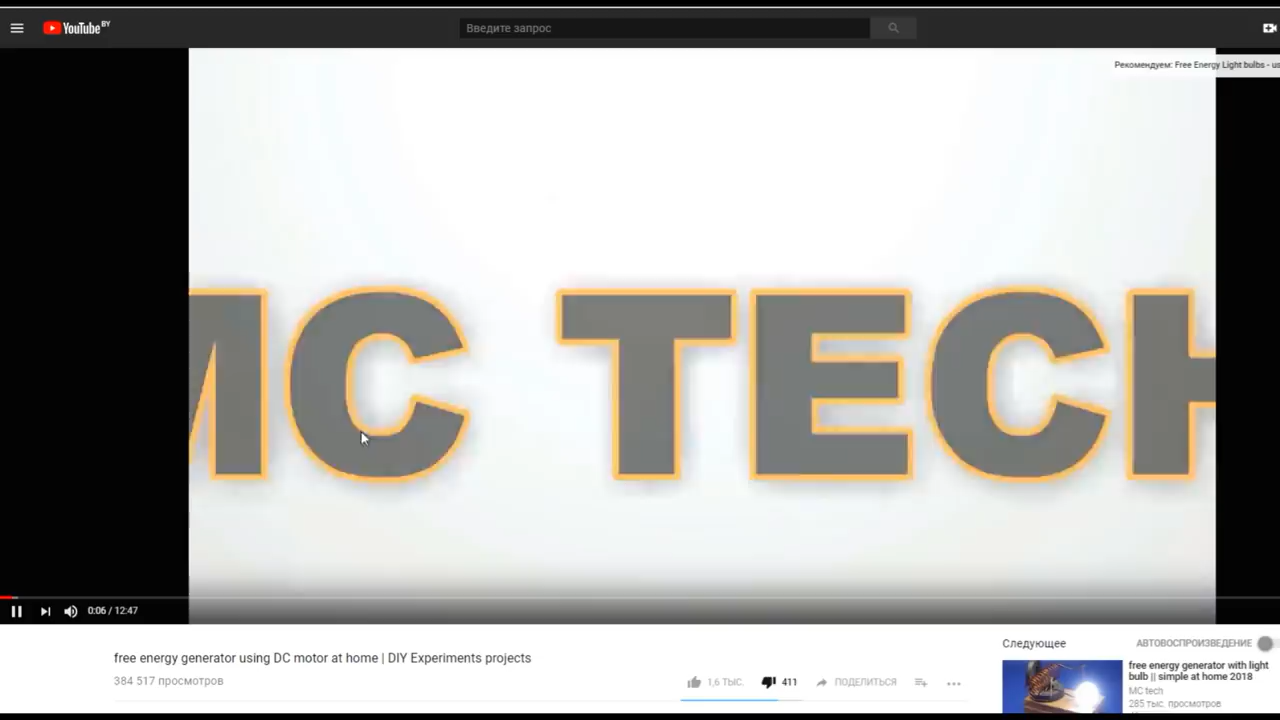 YouTube BY
Введите запрос
Рекомендуем: Free Energy Light bulbs - us
MC TECH
0:06 / 12:47
free energy generator using DC motor at home | DIY Experiments projects
384 517 просмотров
1,6 ТЫС.
411
ПОДЕЛИТЬСЯ
Следующее
АВТОВОСПРОИЗВЕДЕНИЕ
free energy generator with light
bulb || simple at home 2018
MC tech
285 тыс. просмотров